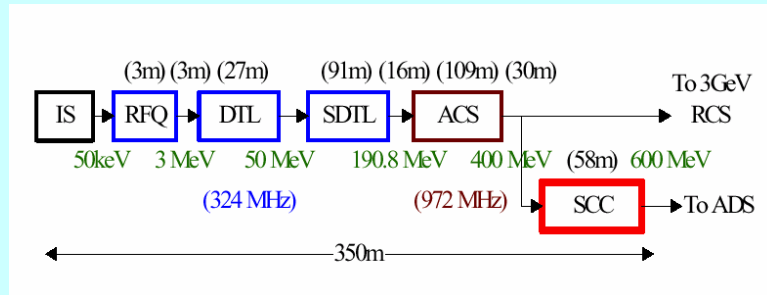 (3m) (3m) (27m) (91m) (16m) (109m) (30m)
To 3GeV
RCS
IS RFQ DTL SDTL ACS
50keV 3 MeV 50 MeV 190.8 MeV 400 MeV (58m) 600 MeV
(324 MHz) (972 MHz) SCC To ADS
350m